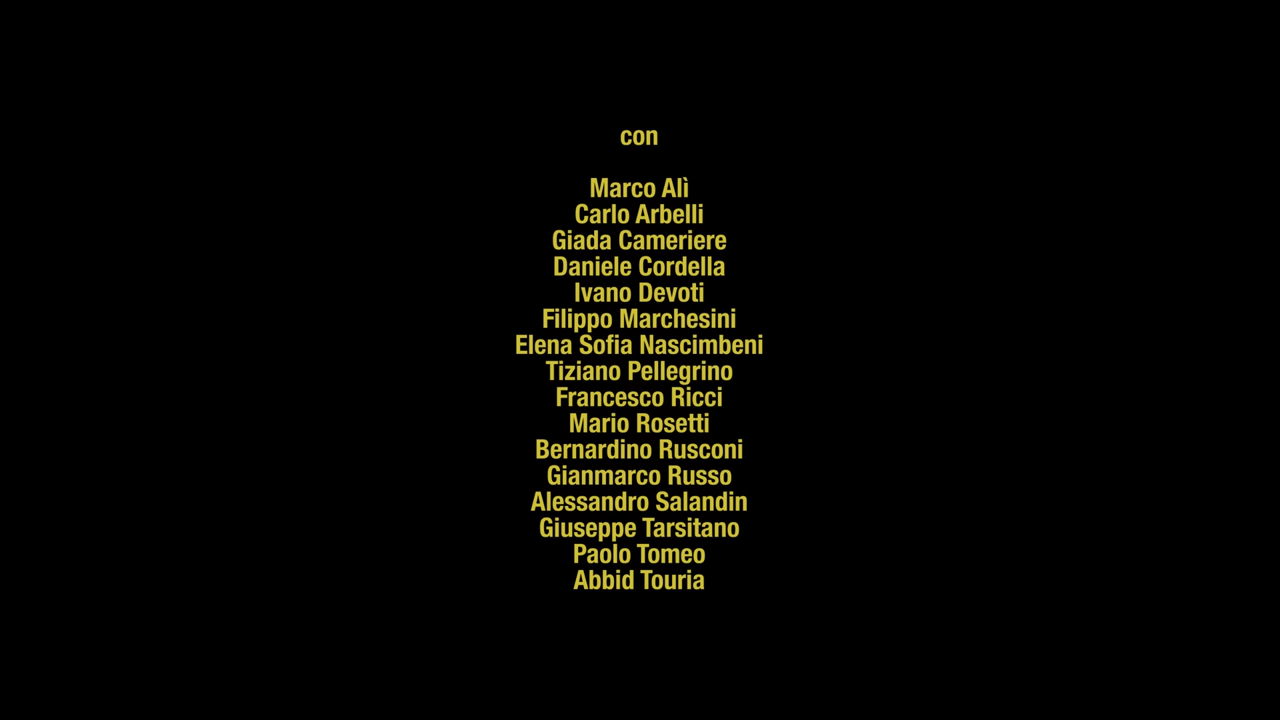 con
Marco Alì
Carlo Arbelli
Giada Cameriere
Daniele Cordella
Ivano Devoti
Filippo Marchesini
Elena Sofia Nascimbeni
Tiziano Pellegrino
Francesco Ricci
Mario Rosetti
Bernardino Rusconi
Gianmarco Russo
Alessandro Salandin
Giuseppe Tarsitano
Paolo Tomeo
Abbid Touria